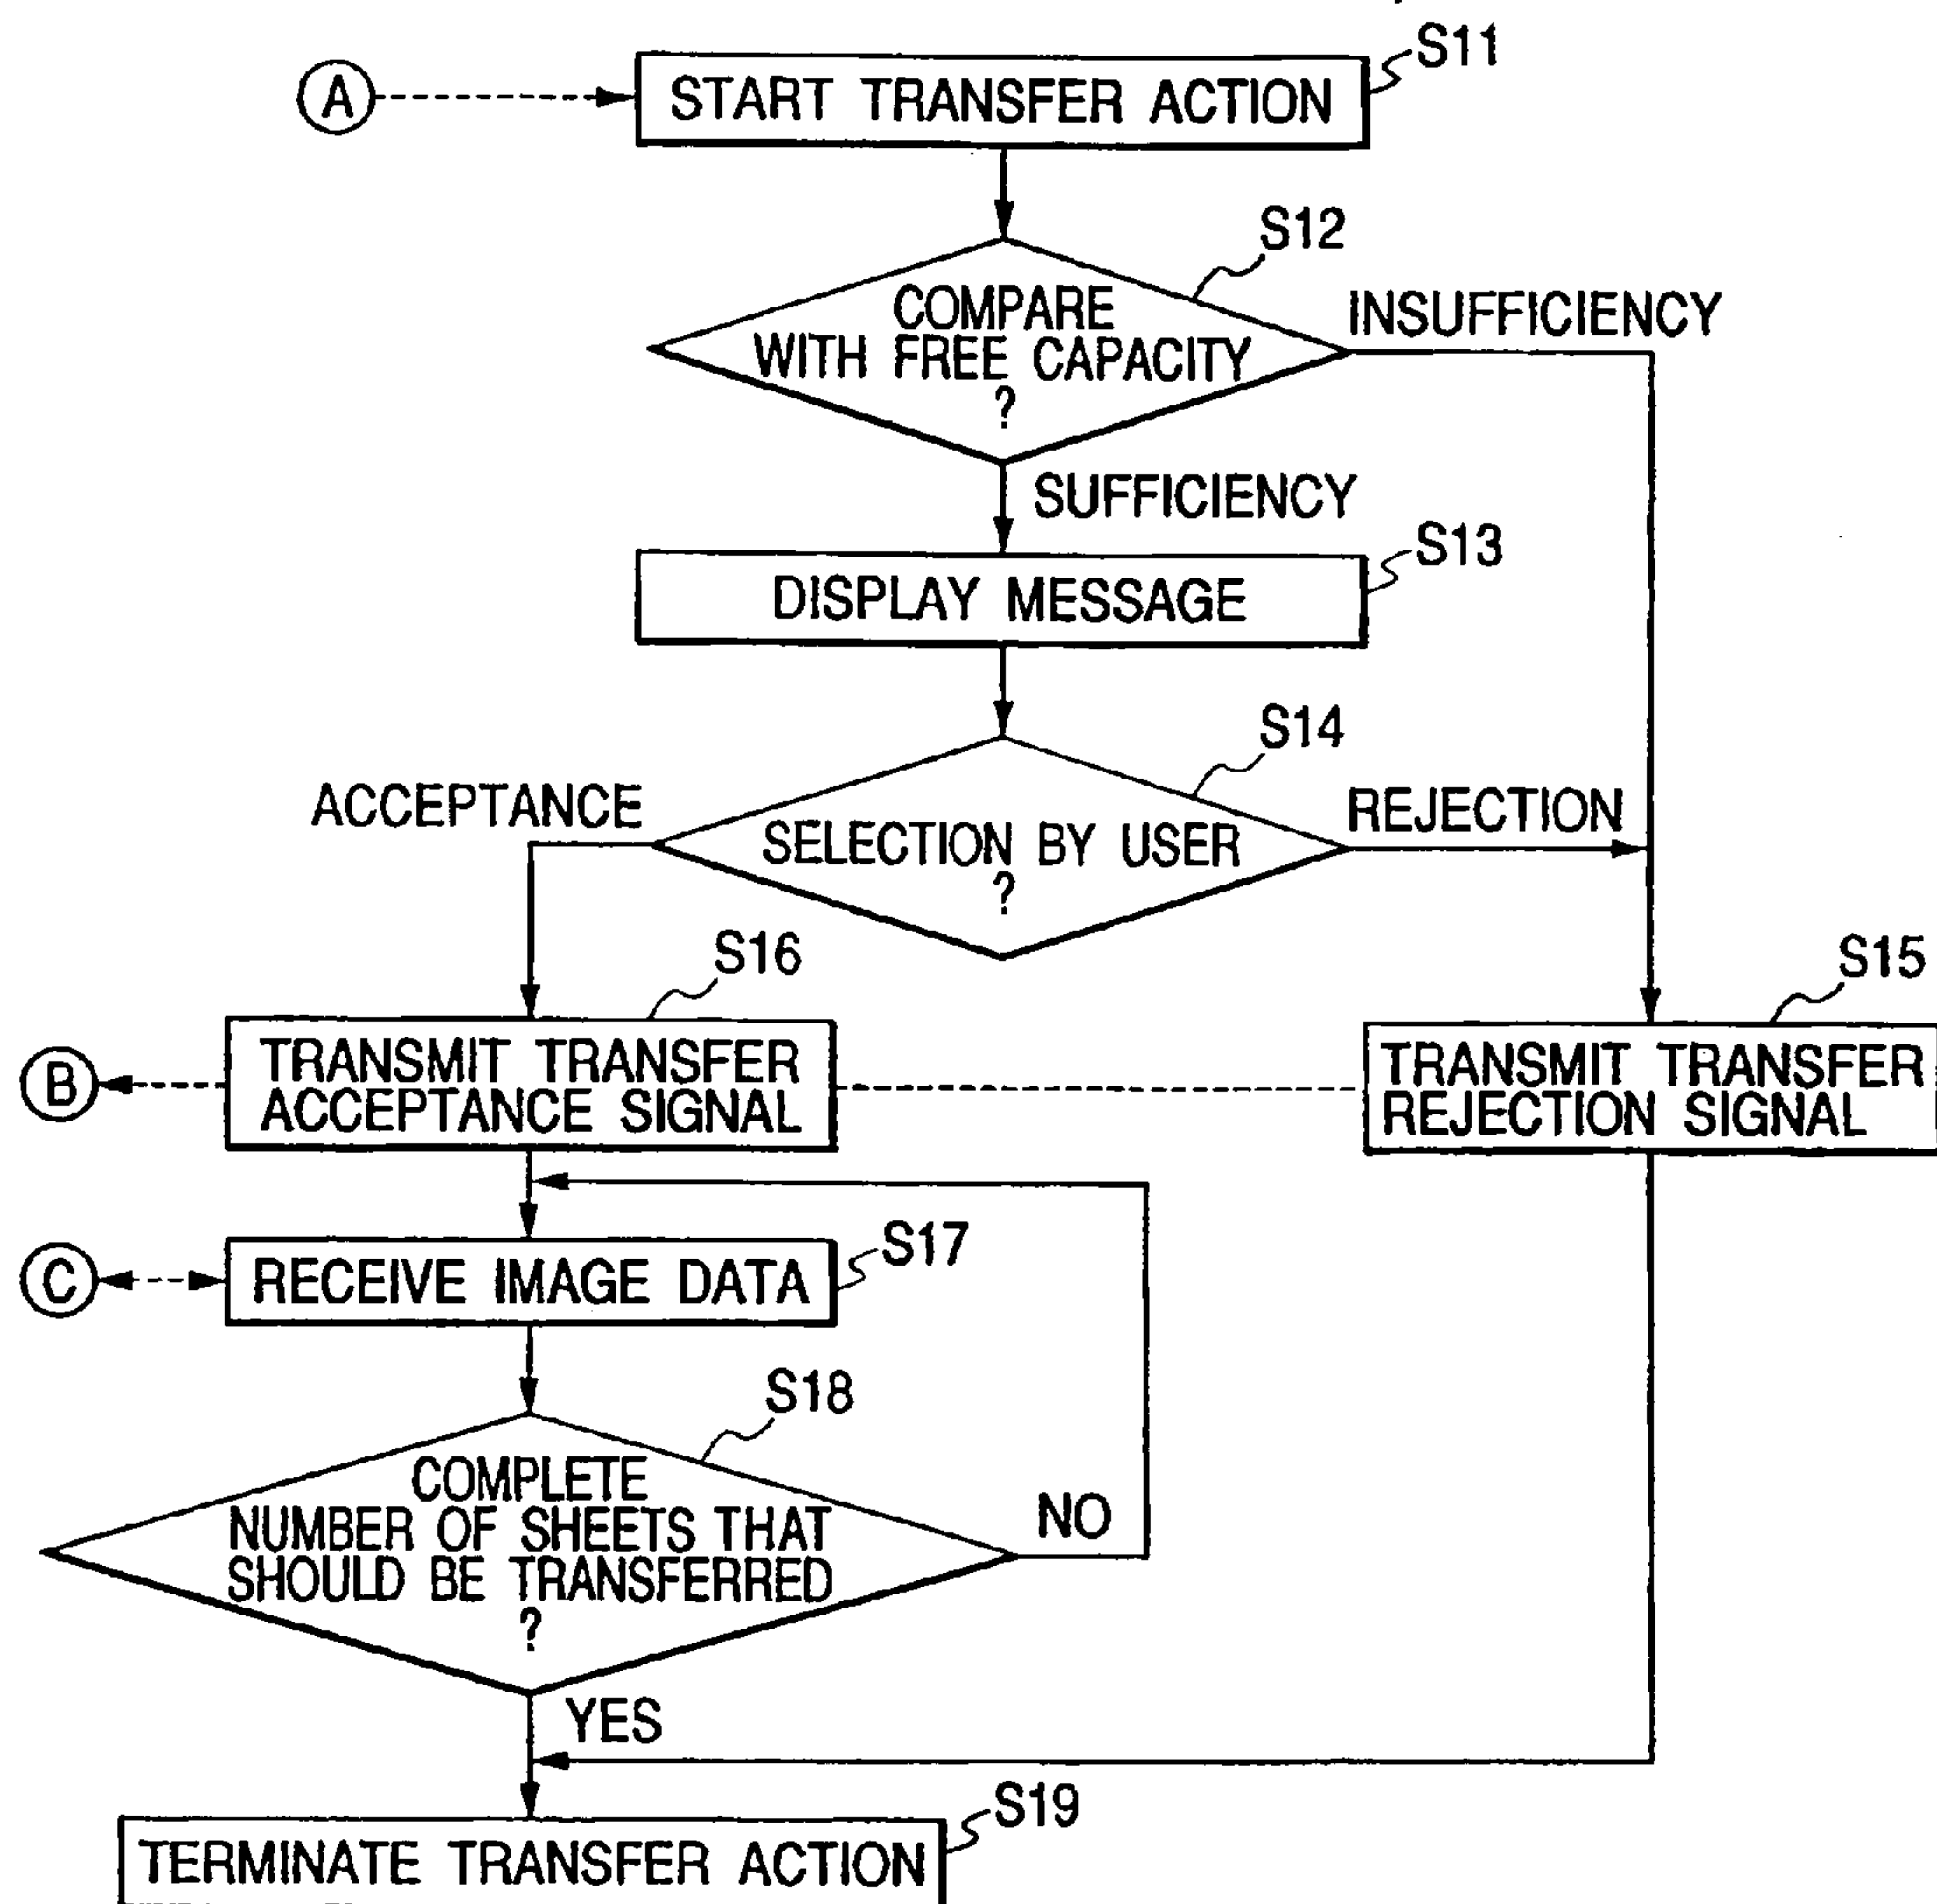 S11
A
START TRANSFER ACTION
S12
COMPARE
WITH FREE CAPACITY
?
INSUFFICIENCY
SUFFICIENCY
S13
DISPLAY MESSAGE
S14
ACCEPTANCE
SELECTION BY USER
?
REJECTION
S16
S15
B
TRANSMIT TRANSFER
ACCEPTANCE SIGNAL
TRANSMIT TRANSFER
REJECTION SIGNAL
S17
C
RECEIVE IMAGE DATA
S18
COMPLETE
NUMBER OF SHEETS THAT
SHOULD BE TRANSFERRED
?
NO
YES
S19
TERMINATE TRANSFER ACTION